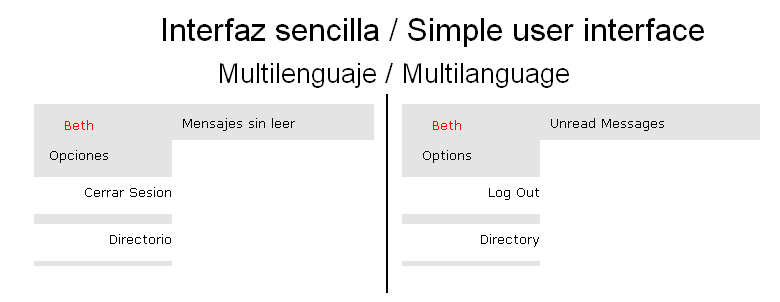 Interfaz sencilla / Simple user interface
Multilenguaje / Multilanguage
Beth
Mensajes sin leer
Opciones
Cerrar Sesion
Directorio
Beth
Unread Messages
Options
Log Out
Directory